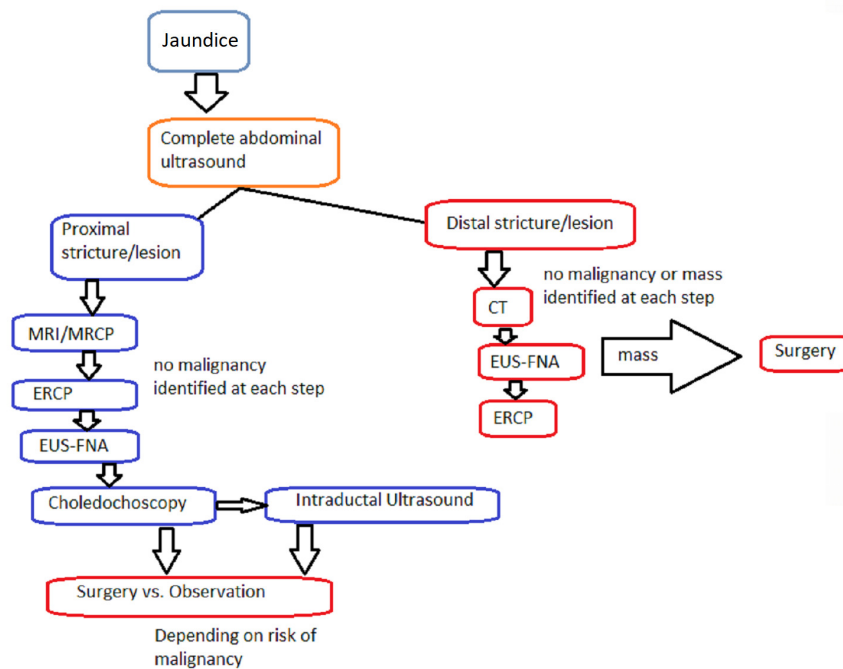 Jaundice
Complete abdominal
ultrasound
Proximal
stricture/lesion
Distal stricture/lesion
no malignancy or mass
identified at each step
CT
MRI/MRCP
EUS-FNA
mass
Surgery
no malignancy
identified at each step
ERCP
ERCP
EUS-FNA
Choledochoscopy
Intraductal Ultrasound
Surgery vs. Observation
Depending on risk of
malignancy